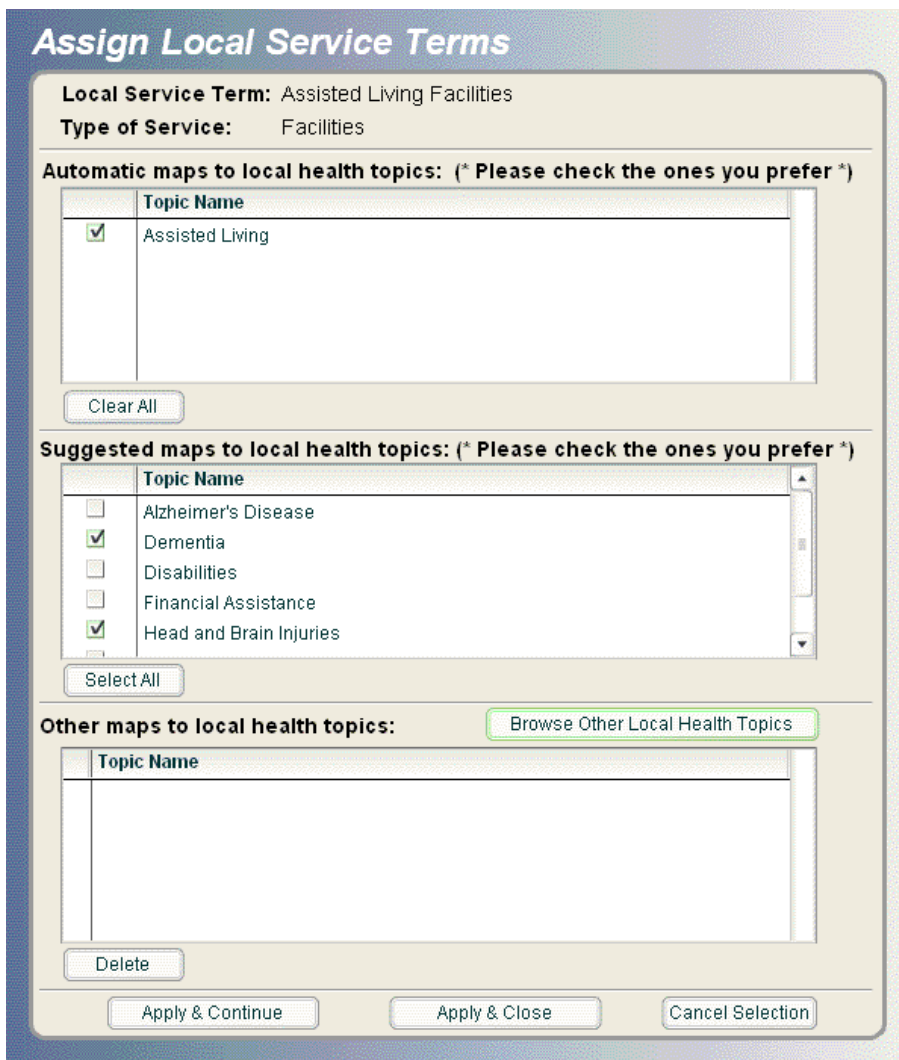 Assign Local Service Terms
Local Service Term: Assisted Living Facilities
Type of Service: Facilities
Automatic maps to local health topics: (* Please check the ones you prefer *)
Topic Name
Assisted Living
Clear All
Suggested maps to local health topics: (* Please check the ones you prefer *)
Topic Name
Alzheimer's Disease
Dementia
Disabilities
Financial Assistance
Head and Brain Injuries
Select All
Other maps to local health topics: Browse Other Local Health Topics
Topic Name
Delete
Apply & Continue Apply & Close Cancel Selection